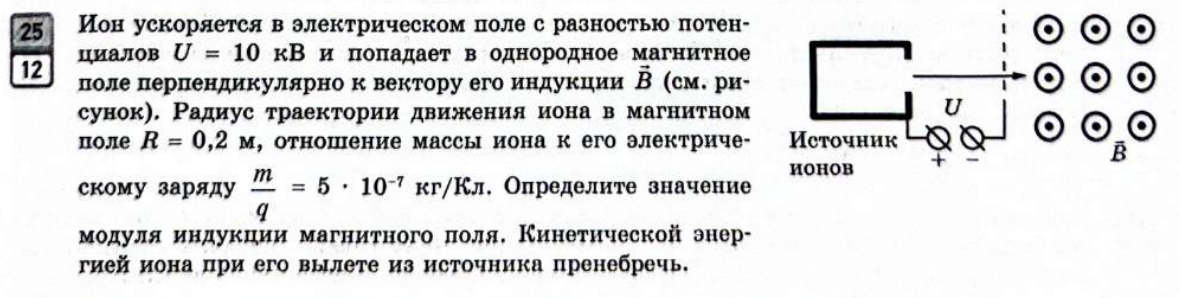 25
12
Ион ускоряется в электрическом поле с разностью потен-
циалов U = 10 кВ и попадает в однородное магнитное
поле перпендикулярно к вектору его индукции B⃗ (см. ри-
сунок). Радиус траектории движения иона в магнитном
поле R = 0,2 м, отношение массы иона к его электриче-
скому заряду m/q = 5 · 10⁻⁷ кг/Кл. Определите значение
модуля индукции магнитного поля. Кинетической энер-
гией иона при его вылете из источника пренебречь.
U
Источник
ионов
+ −
B⃗